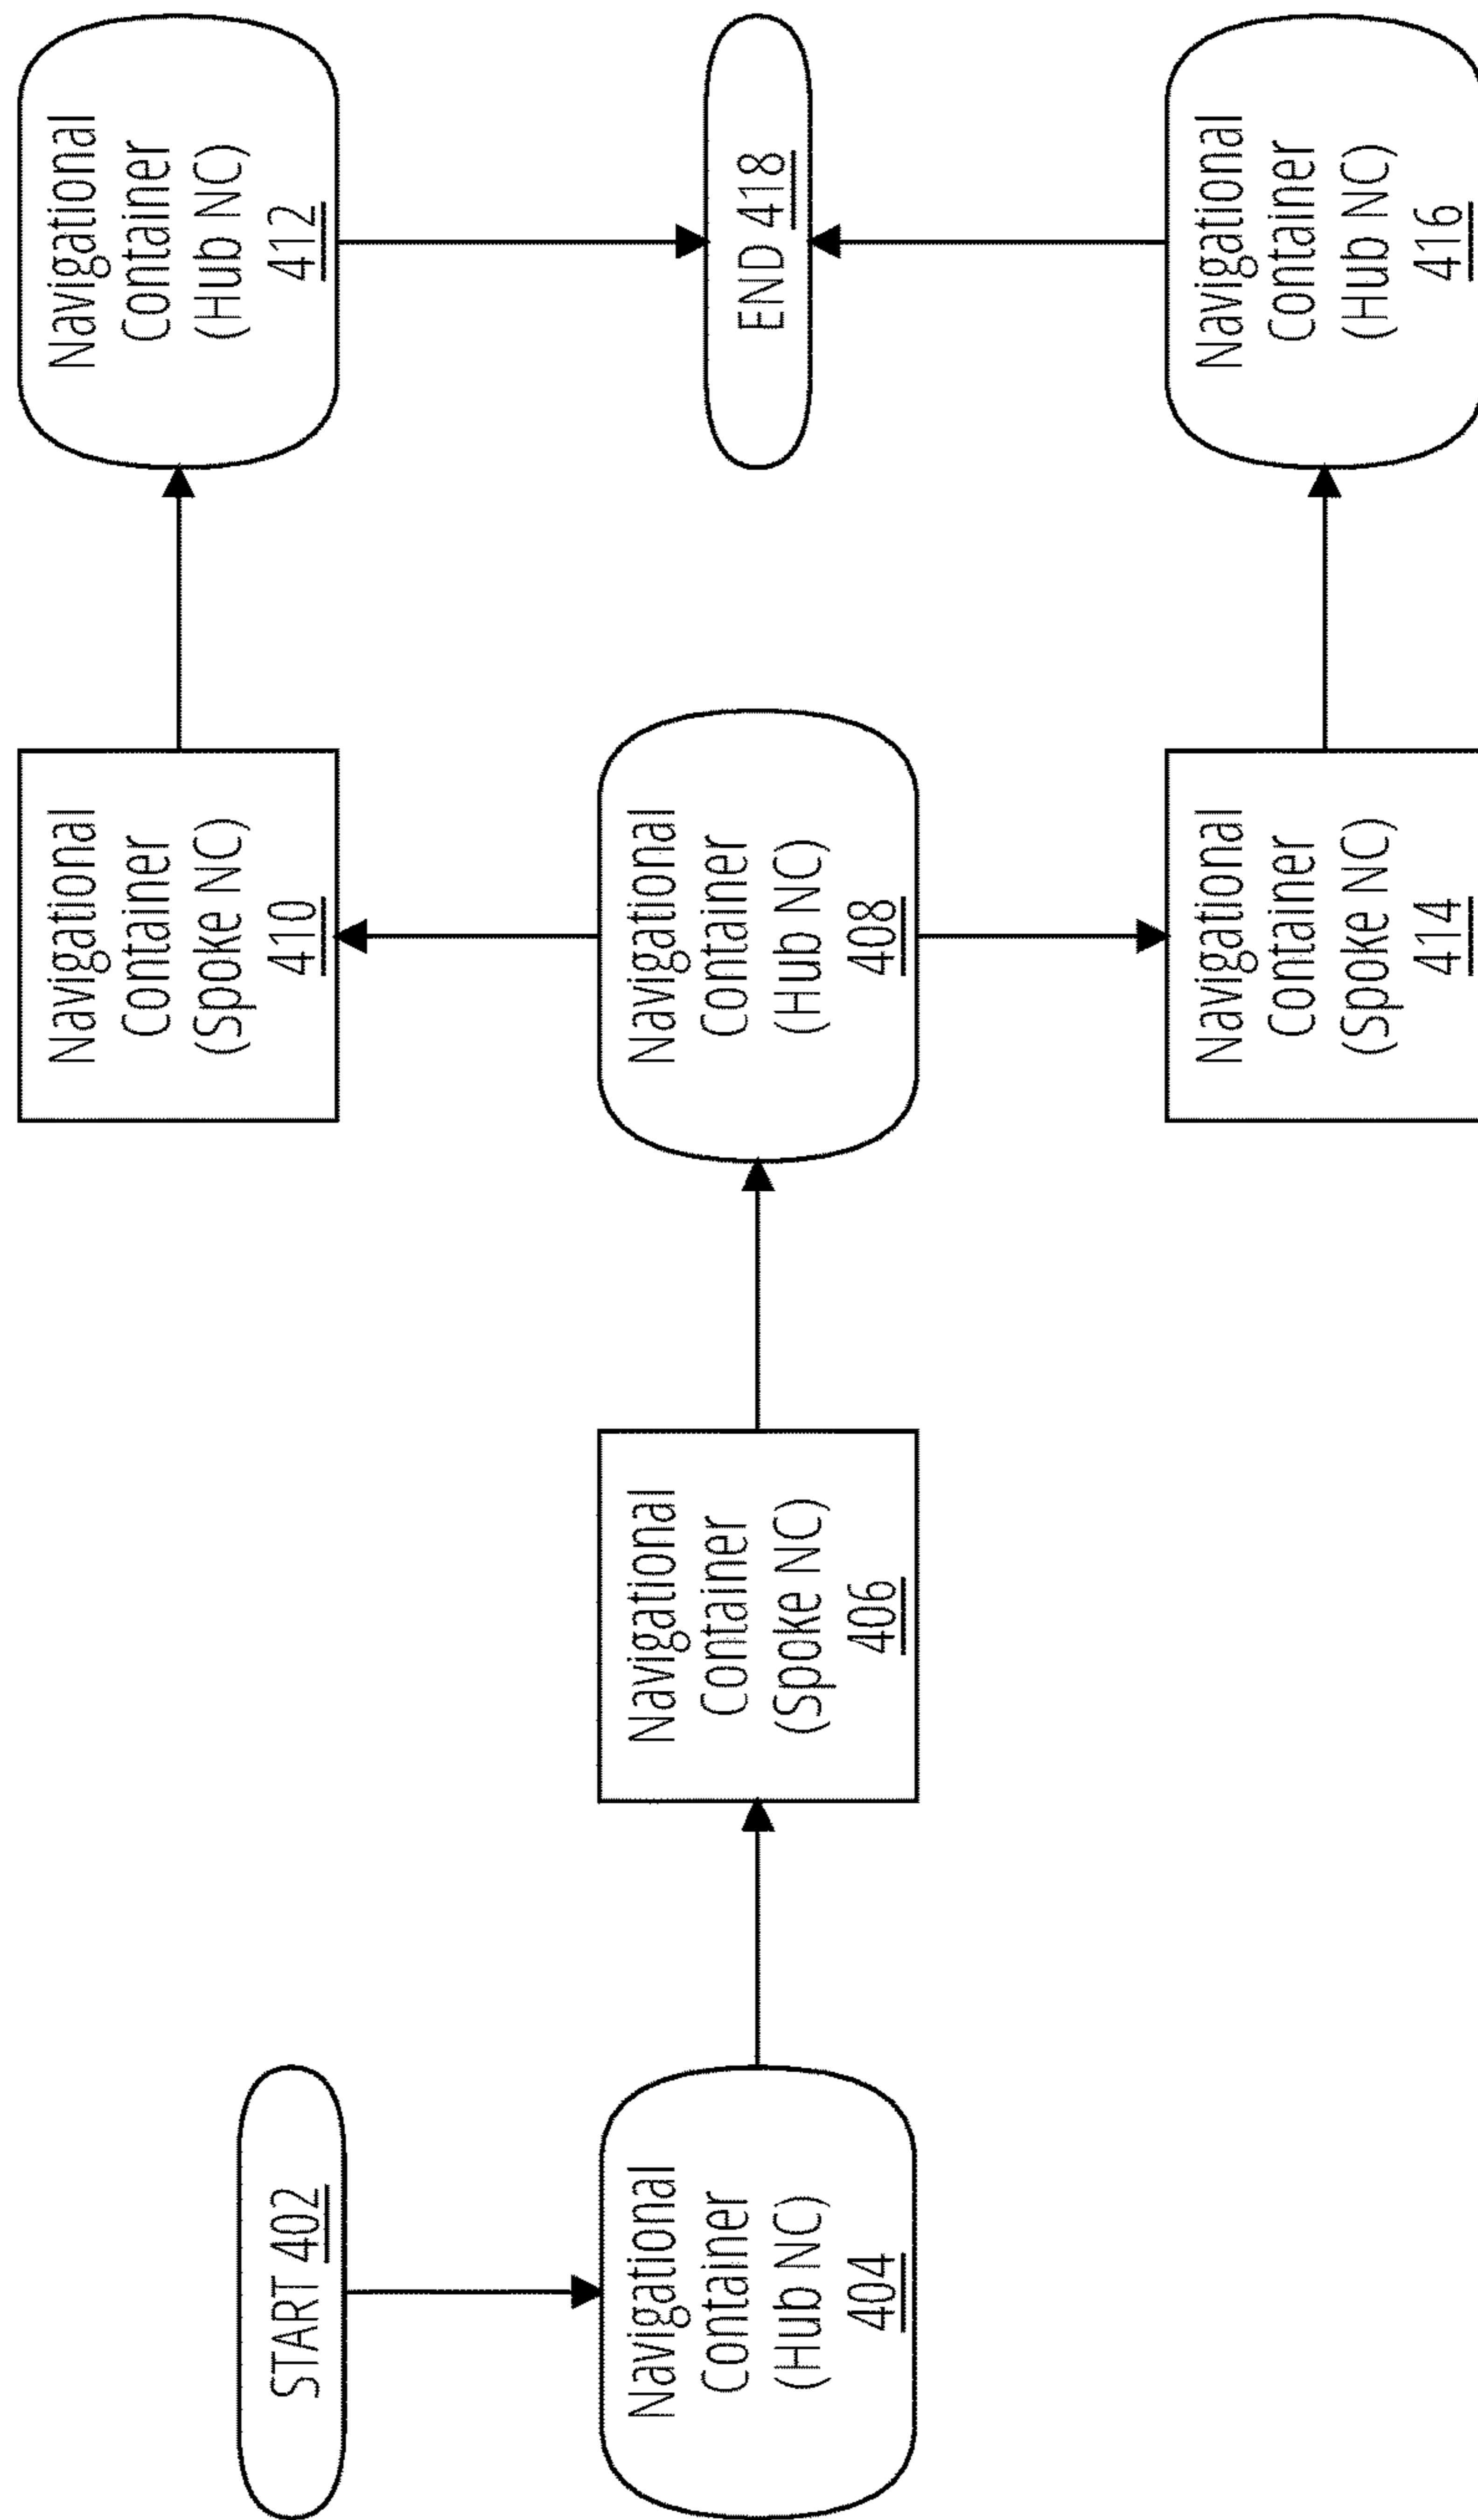 START 402
Navigational
Container
(Hub NC)
404
Navigational
Container
(Spoke NC)
406
Navigational
Container
(Hub NC)
408
Navigational
Container
(Spoke NC)
410
Navigational
Container
(Hub NC)
412
Navigational
Container
(Spoke NC)
414
Navigational
Container
(Hub NC)
416
END 418